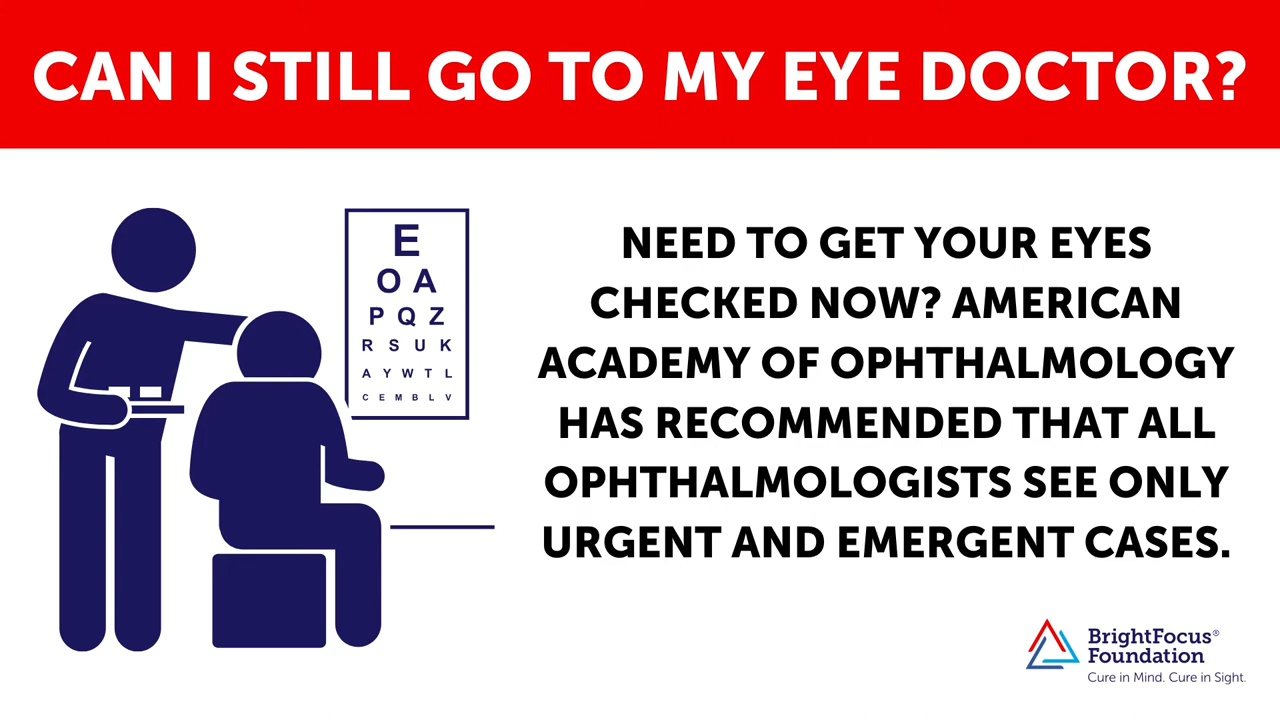 CAN I STILL GO TO MY EYE DOCTOR?
E
O A
P Q Z
R S U K
A Y W T L
C E M B L V
NEED TO GET YOUR EYES
CHECKED NOW? AMERICAN
ACADEMY OF OPHTHALMOLOGY
HAS RECOMMENDED THAT ALL
OPHTHALMOLOGISTS SEE ONLY
URGENT AND EMERGENT CASES.
BrightFocus®
Foundation
Cure in Mind. Cure in Sight.